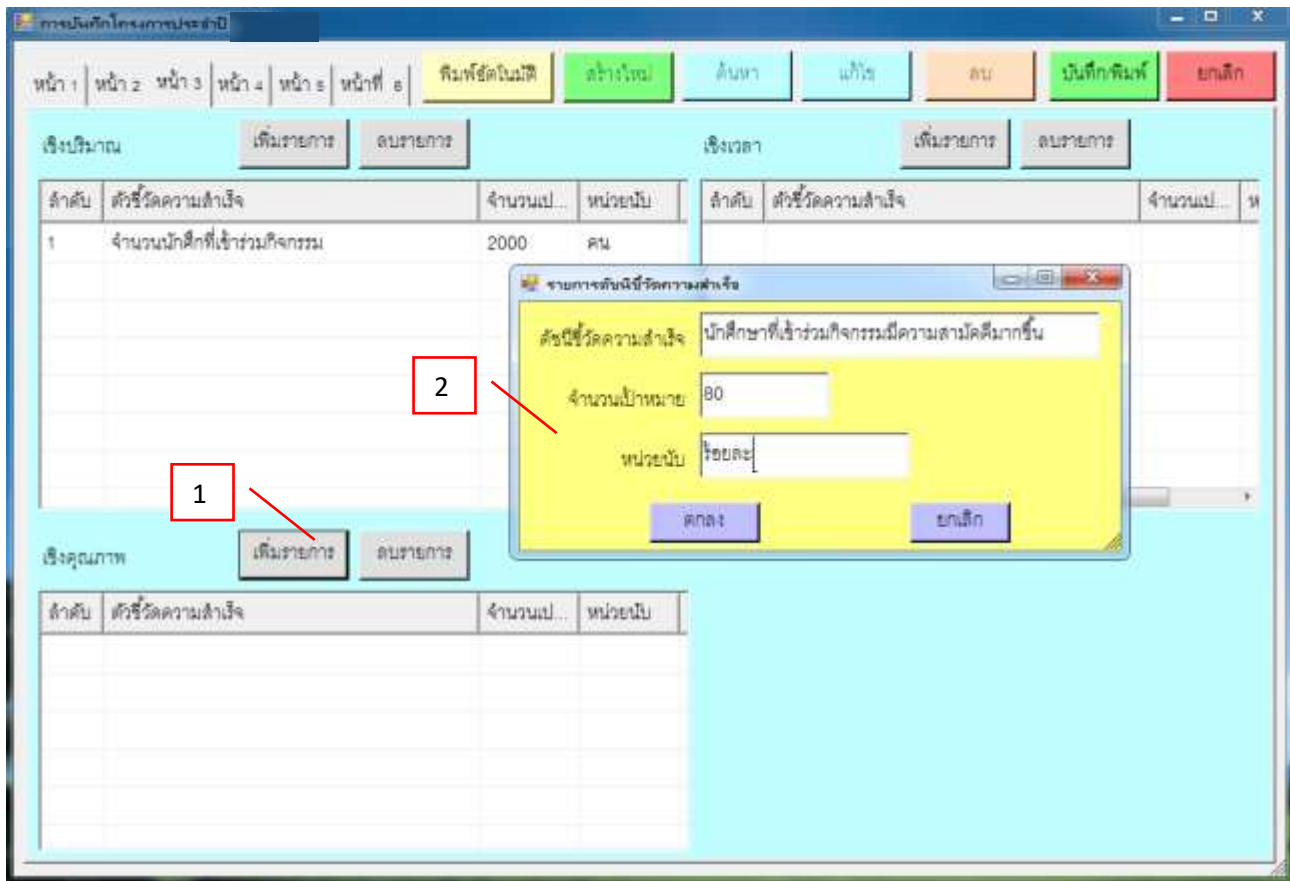 การบันทึกโครงการประจำปี
หน้า 1 หน้า 2 หน้า 3 หน้า 4 หน้า 5 หน้าที่ 6 พิมพ์อัตโนมัติ สร้างใหม่ ค้นหา แก้ไข ลบ บันทึก/พิมพ์ ยกเลิก
เชิงปริมาณ เพิ่มรายการ ลบรายการ เชิงเวลา เพิ่มรายการ ลบรายการ
ลำดับ ตัวชี้วัดความสำเร็จ จำนวนเป... หน่วยนับ ลำดับ ตัวชี้วัดความสำเร็จ จำนวนเป... ห
1 จำนวนนักศึกที่เข้าร่วมกิจกรรม 2000 คน
รายการดับนีชี้วัดความสำเร็จ
ดัชนีชี้วัดความสำเร็จ นักศึกษาที่เข้าร่วมกิจกรรมมีความสามัคคีมากขึ้น
2
จำนวนเป้าหมาย 80
หน่วยนับ ร้อยละ
1
ตกลง ยกเลิก
เชิงคุณภาพ เพิ่มรายการ ลบรายการ
ลำดับ ตัวชี้วัดความสำเร็จ จำนวนเป... หน่วยนับ